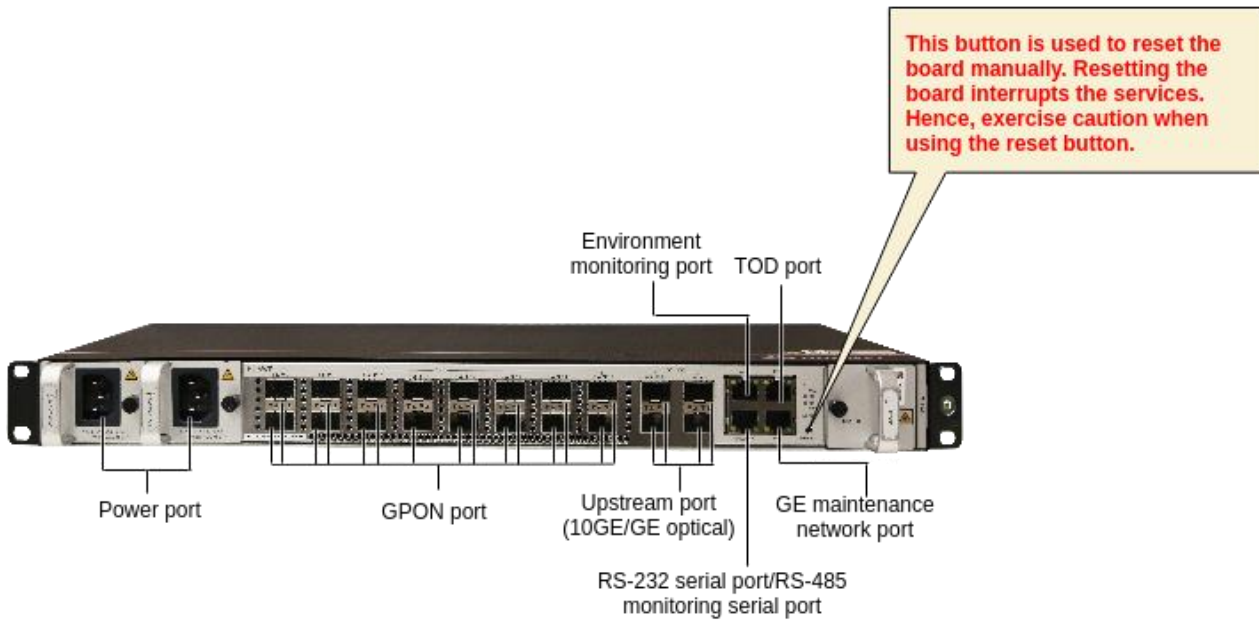 This button is used to reset the
board manually. Resetting the
board interrupts the services.
Hence, exercise caution when
using the reset button.
Environment
monitoring port
TOD port
Power port
GPON port
Upstream port
(10GE/GE optical)
GE maintenance
network port
RS-232 serial port/RS-485
monitoring serial port